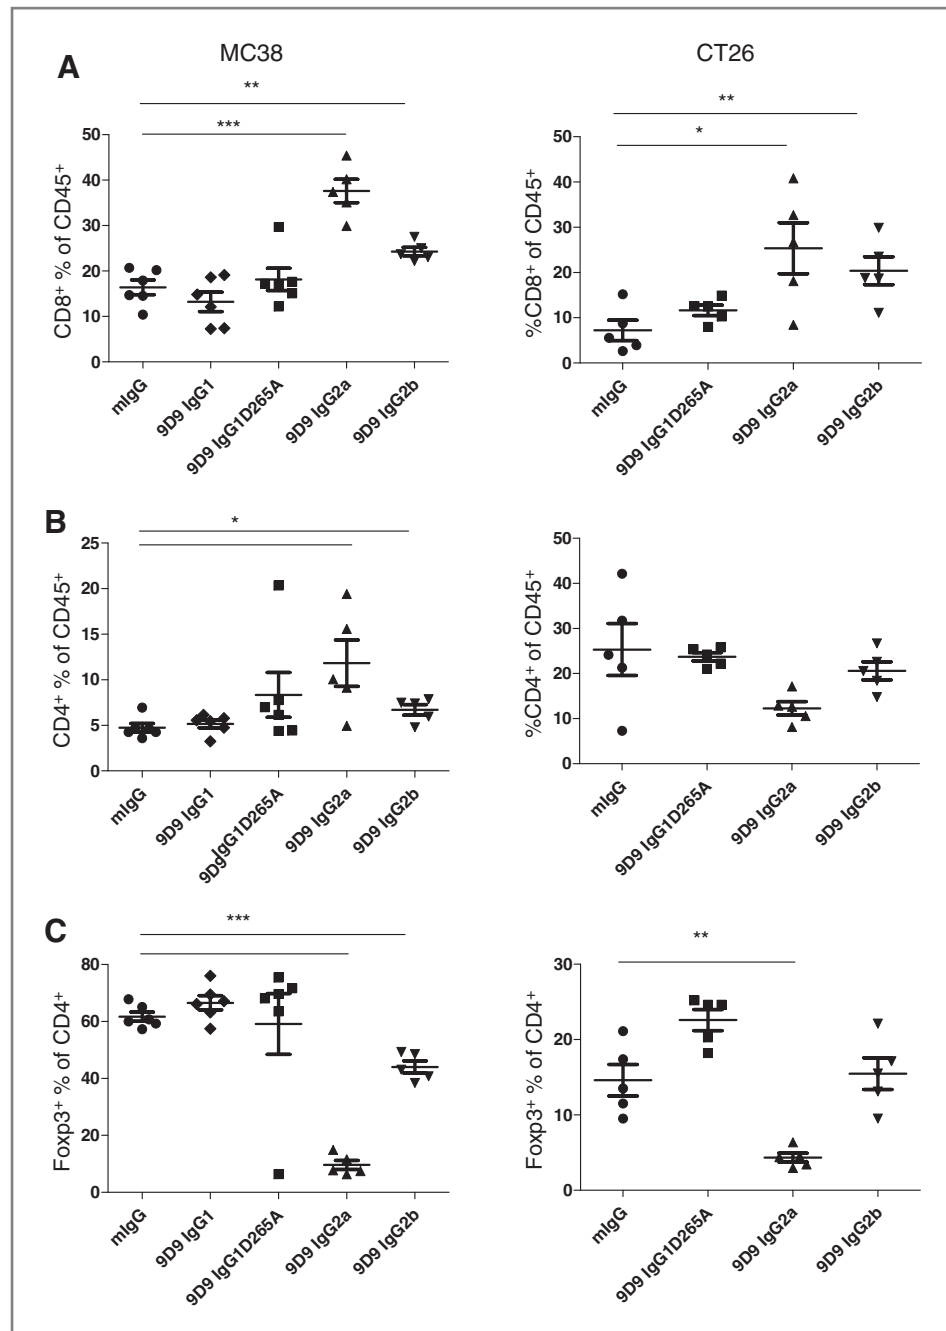 MC38
CT26
A
**
***
CD8+ % of CD45+
50
40
30
20
10
0
mIgG
9D9 IgG1
9D9 IgG1D265A
9D9 IgG2a
9D9 IgG2b
**
*
%CD8+ of CD45+
50
40
30
20
10
0
mIgG
9D9 IgG1D265A
9D9 IgG2a
9D9 IgG2b
B
*
CD4+ % of CD45+
25
20
15
10
5
0
mIgG
9D9 IgG1
9D9IgG1D265A
9D9 IgG2a
9D9 IgG2b
%CD4+ of CD45+
50
40
30
20
10
0
mIgG
9D9 IgG1D265A
9D9 IgG2a
9D9 IgG2b
C
***
Foxp3+ % of CD4+
80
60
40
20
0
mIgG
9D9 IgG1
9D9 IgG1D265A
9D9 IgG2a
9D9 IgG2b
**
Foxp3+ % of CD4+
30
20
10
0
mIgG
9D9 IgG1D265A
9D9 IgG2a
9D9 IgG2b